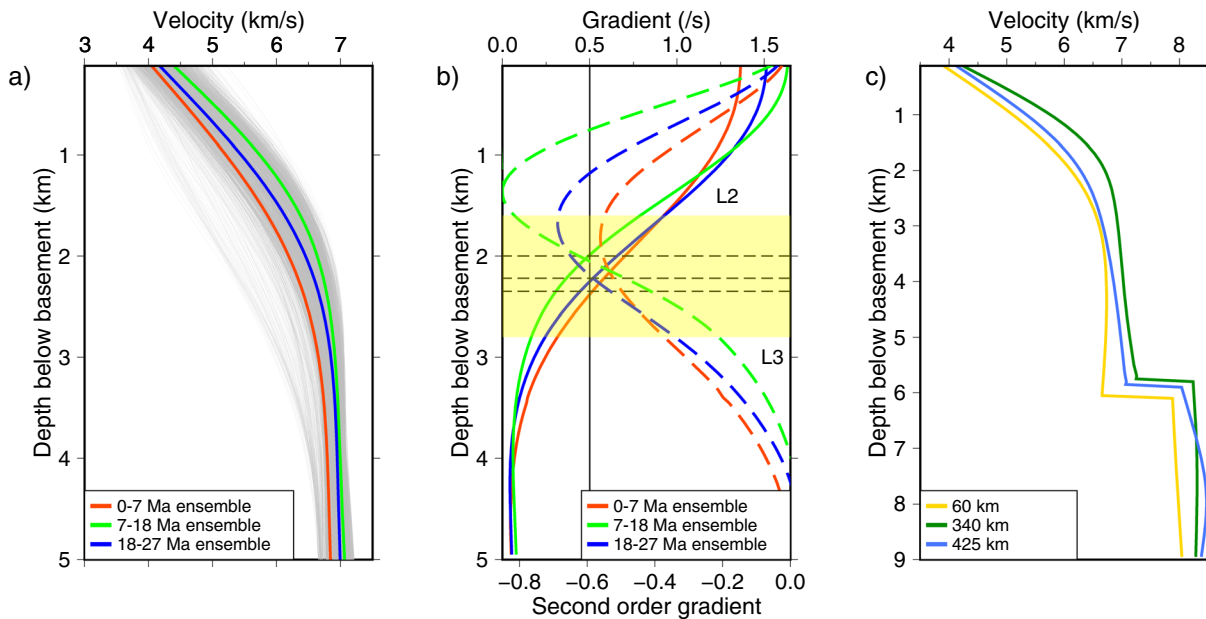 a)
Velocity (km/s)
3 4 5 6 7
Depth below basement (km)
1
2
3
4
5
0-7 Ma ensemble
7-18 Ma ensemble
18-27 Ma ensemble
b)
Gradient (/s)
0.0 0.5 1.0 1.5
Depth below basement (km)
1
2
3
4
5
L2
L3
0-7 Ma ensemble
7-18 Ma ensemble
18-27 Ma ensemble
−0.8 −0.6 −0.4 −0.2 0.0
Second order gradient
c)
Velocity (km/s)
4 5 6 7 8
Depth below basement (km)
1
2
3
4
5
6
7
8
9
60 km
340 km
425 km